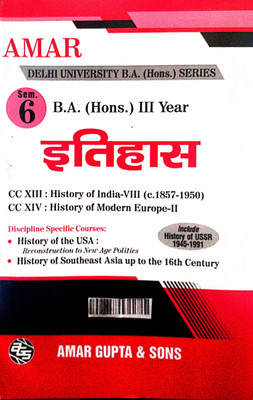 AMAR
DELHI UNIVERSITY B.A. (Hons.) SERIES
Sem.
6
B.A. (Hons.) III Year
इतिहास
CC XIII : History of India-VIII (c.1857-1950)
CC XIV : History of Modern Europe-II
Discipline Specific Courses:
• History of the USA :
Reconstruction to New Age Politics
• History of Southeast Asia up to the 16th Century
Include
History of USSR
1945-1991
AGS
AMAR GUPTA & SONS